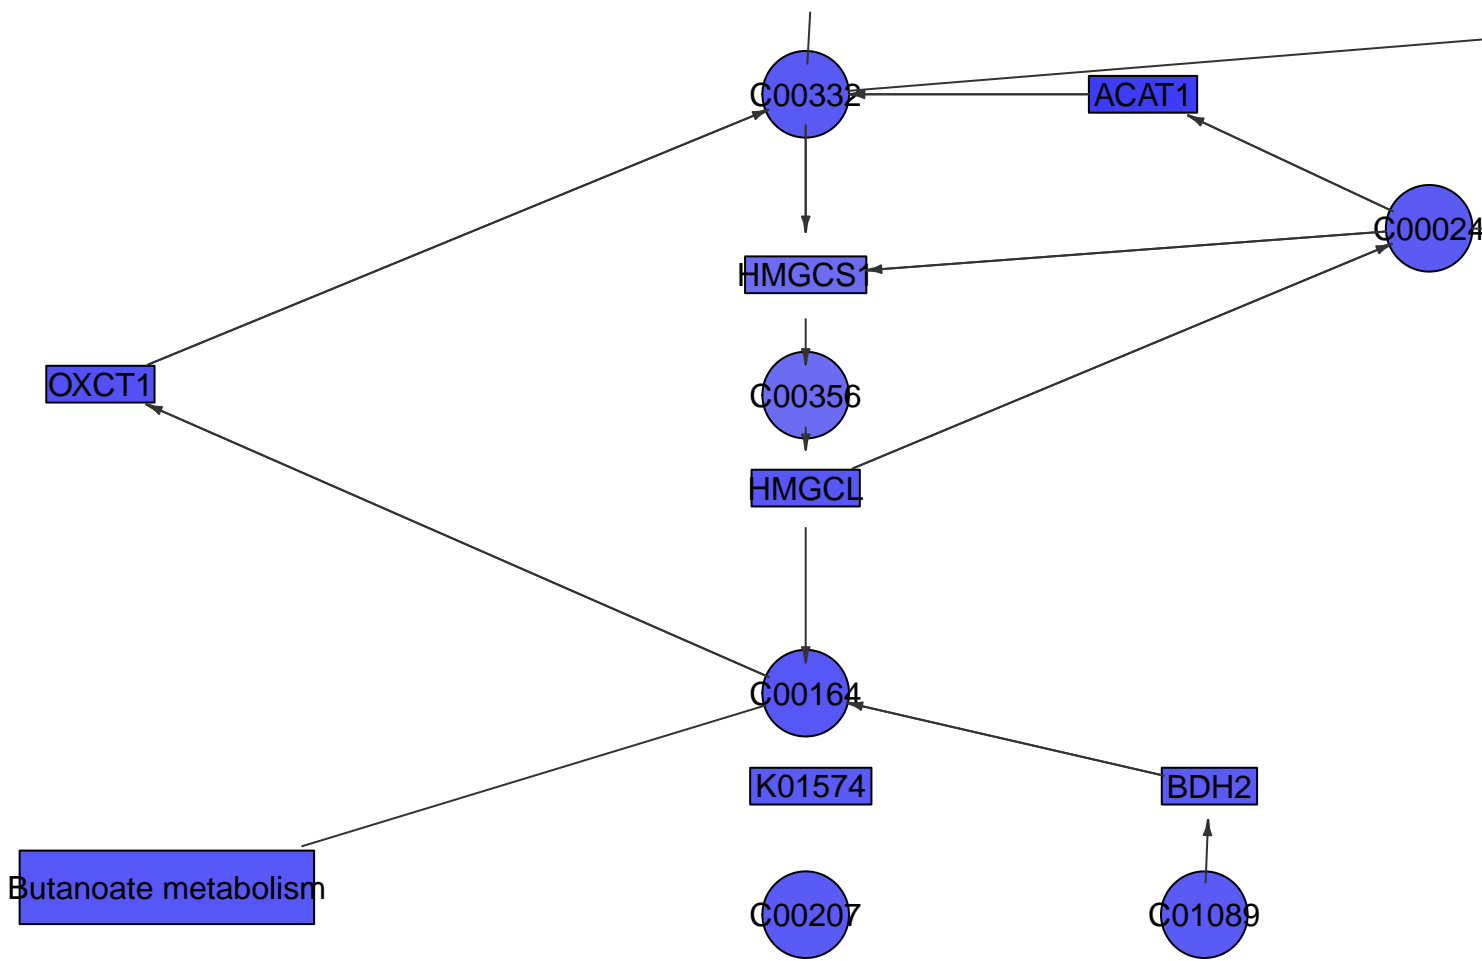 C00332
ACAT1
C00024
HMGCS1
OXCT1
C00356
HMGCL
C00164
K01574
BDH2
Butanoate metabolism
C00207
C01089